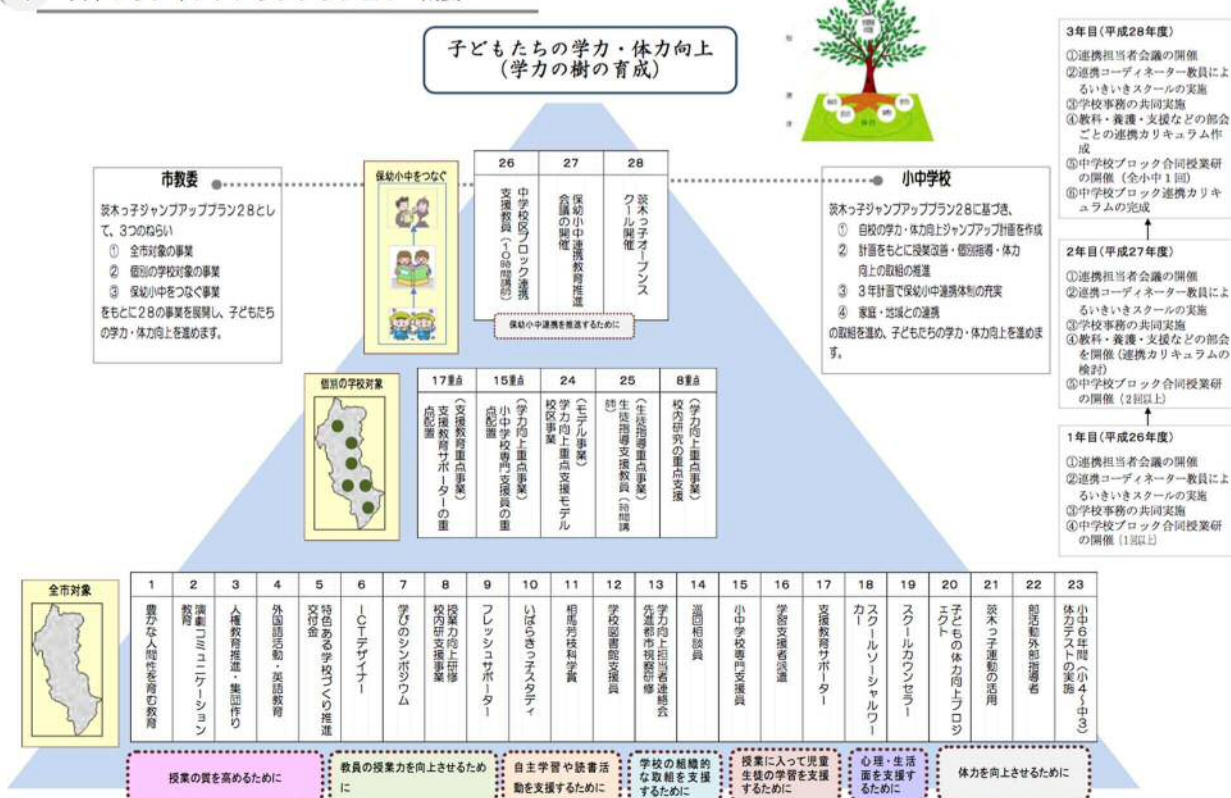 子どもたちの学力・体力向上
(学力の樹の育成)
市教委
茨木っ子ジャンププラン28とし
て、3つのねらい
① 全市対象の事業
② 個別の学校対象の事業
③ 保幼小中をつなぐ事業
をもとに28の事業を展開し、子どもたち
の学力・体力向上を進めます。
保幼小中をつなぐ
26
中学校区ブロック連携
支援教員(10時間講師)
27
保幼小中連携教育推進
会議の開催
28
茨木っ子オープンス
クール開催
保幼小中連携を推進するために
小中学校
茨木っ子ジャンプアッププラン28に基づき、
① 自校の学力・体力向上ジャンプアップ計画を作成
② 計画をもとに授業改善・個別指導・体力
向上の取組の推進
③ 3年計画で保幼小中連携体制の充実
④ 家庭・地域との連携
の取組を進め、子どもたちの学力・体力向上を進めま
す。
3年目(平成28年度)
①連携担当者会議の開催
②連携コーディネーター教員によ
るいきいきスクールの実施
③学校事務の共同実施
④教科・養護・支援などの部会
ごとの連携カリキュラム作
成
⑤中学校ブロック合同授業研
の開催(全小中1回)
⑥中学校ブロック連携カリキ
ュラムの完成
2年目(平成27年度)
①連携担当者会議の開催
②連携コーディネーター教員によ
るいきいきスクールの実施
③学校事務の共同実施
④教科・養護・支援などの部会
を開催(連携カリキュラムの
検討)
⑤中学校ブロック合同授業研
の開催(2回以上)
1年目(平成26年度)
①連携担当者会議の開催
②連携コーディネーター教員によ
るいきいきスクールの実施
③学校事務の共同実施
④中学校ブロック合同授業研
の開催(1回以上)
個別の学校対象
17重点
(支援教育重点事業)
支援教育サポーターの重
点配置
15重点
(学力向上重点事業)
小中学校専門支援員の重
点配置
24
(モデル事業)
学力向上重点支援モデル
校区事業
25
(生徒指導重点事業)
生徒指導支援教員(時間講
師)
8重点
(学力向上重点事業)
校内研究の重点支援
全市対象
1
豊かな人間性を育む教育
2
演劇コミュニケーション
教育
3
人権教育推進・集団作り
4
外国語活動・英語教育
5
特色ある学校づくり推進
交付金
6
ICTデザイナー
7
学びのシンポジウム
8
授業力向上研修
校内研支援事業
9
フレッシュサポーター
10
いばらきっ子スタディ
11
相馬芳枝科学賞
12
学校図書館支援員
13
学力向上担当者連絡会
先進都市視察研修
14
巡回相談員
15
小中学校専門支援員
16
学習支援者派遣
17
支援教育サポーター
18
スクールソーシャルワー
カー
19
スクールカウンセラー
20
子どもの体力向上プロジ
ェクト
21
茨木っ子運動の活用
22
部活動外部指導者
23
小中6年間(小4~中3)
体力テストの実施
授業の質を高めるために
教員の授業力を向上させるため
に
自主学習や読書活
動を支援するために
学校の組織的
な取組を支援
するために
授業に入って児童
生徒の学習を支援
するために
心理・生活
面を支援す
るために
体力を向上させるために